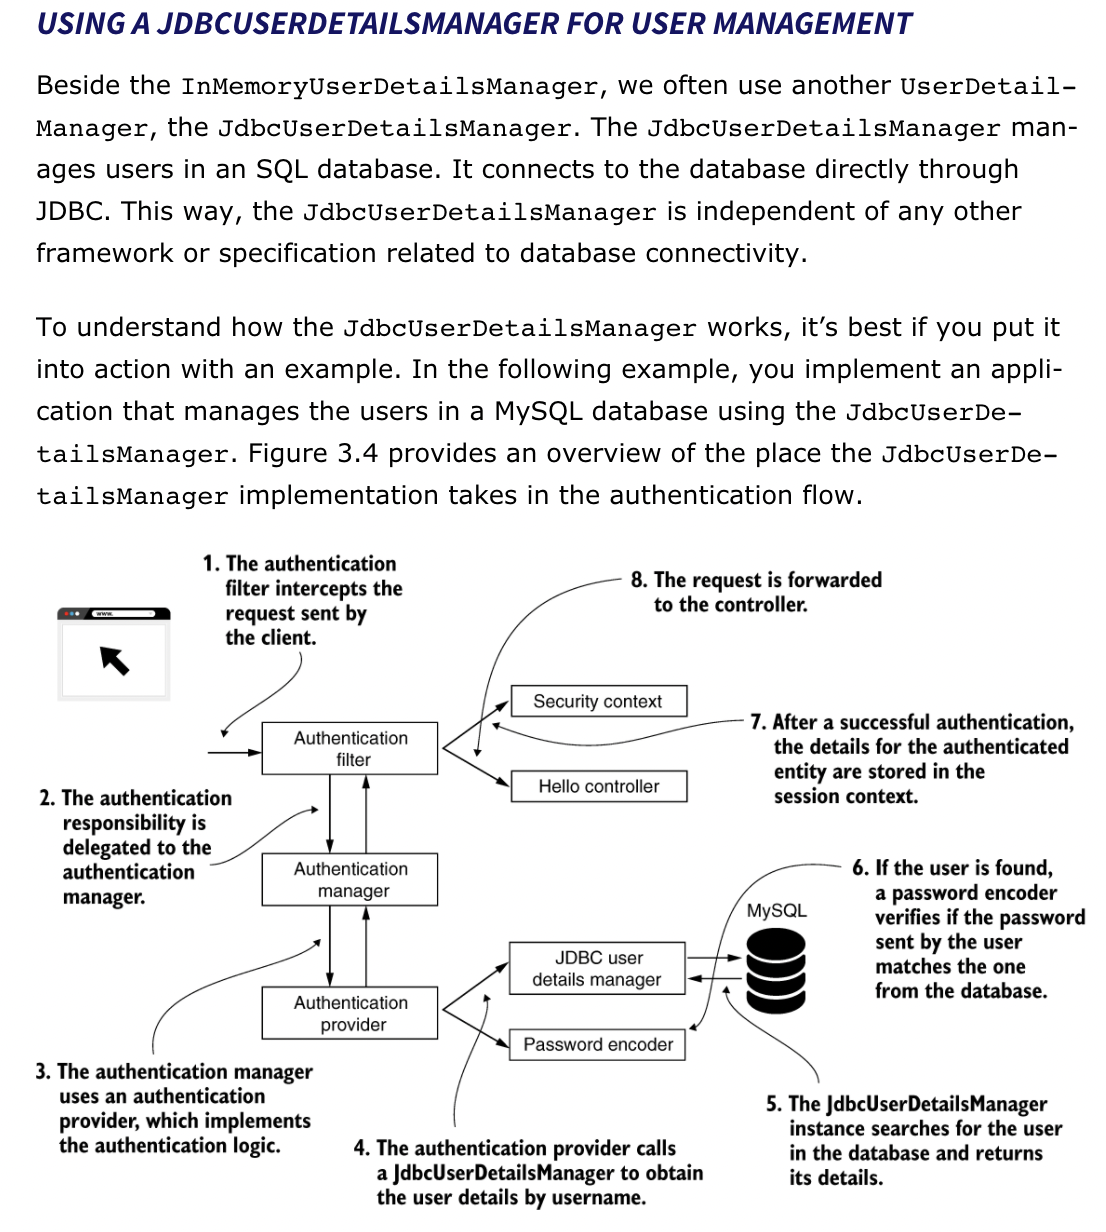 USING A JDBCUSERDETAILSMANAGER FOR USER MANAGEMENT
Beside the InMemoryUserDetailsManager, we often use another UserDetail-
Manager, the JdbcUserDetailsManager. The JdbcUserDetailsManager man-
ages users in an SQL database. It connects to the database directly through
JDBC. This way, the JdbcUserDetailsManager is independent of any other
framework or specification related to database connectivity.
To understand how the JdbcUserDetailsManager works, it’s best if you put it
into action with an example. In the following example, you implement an appli-
cation that manages the users in a MySQL database using the JdbcUserDe-
tailsManager. Figure 3.4 provides an overview of the place the JdbcUserDe-
tailsManager implementation takes in the authentication flow.
1. The authentication
filter intercepts the
request sent by
the client.
8. The request is forwarded
to the controller.
www.
Security context
Authentication
filter
Hello controller
7. After a successful authentication,
the details for the authenticated
entity are stored in the
session context.
2. The authentication
responsibility is
delegated to the
authentication
manager.
Authentication
manager
6. If the user is found,
a password encoder
verifies if the password
sent by the user
matches the one
from the database.
MySQL
JDBC user
details manager
Authentication
provider
Password encoder
3. The authentication manager
uses an authentication
provider, which implements
the authentication logic.
4. The authentication provider calls
a JdbcUserDetailsManager to obtain
the user details by username.
5. The JdbcUserDetailsManager
instance searches for the user
in the database and returns
its details.